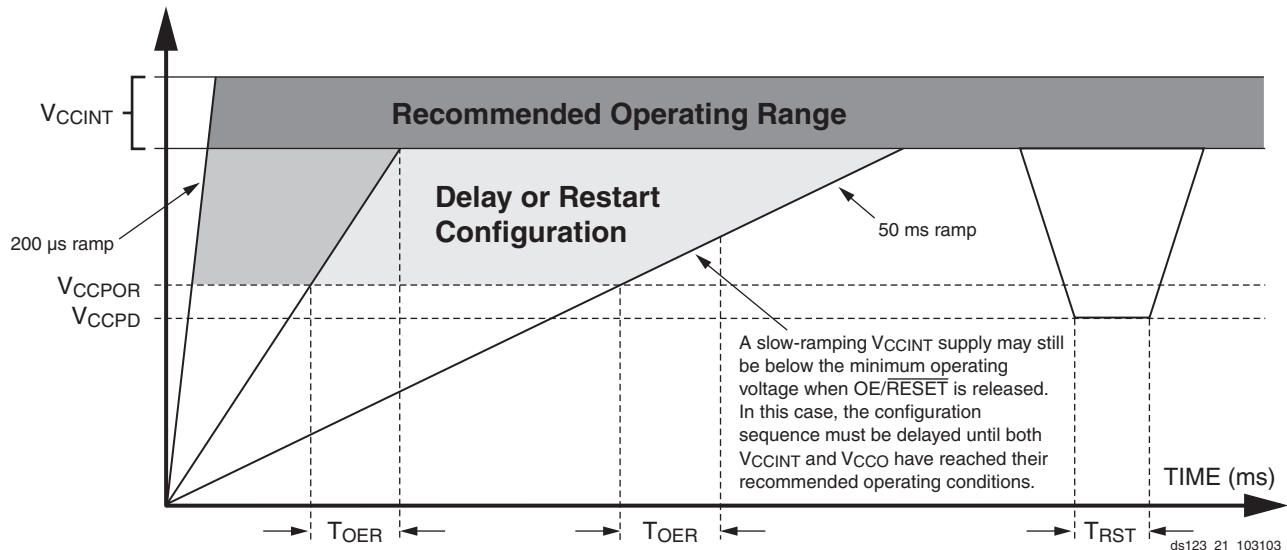 VCCINT
Recommended Operating Range
Delay or Restart
Configuration
200 µs ramp
50 ms ramp
VCCPOR
VCCPD
A slow-ramping VCCINT supply may still
be below the minimum operating
voltage when OE/RESET is released.
In this case, the configuration
sequence must be delayed until both
VCCINT and VCCO have reached their
recommended operating conditions.
TIME (ms)
TOER
TOER
TRST
ds123_21_103103